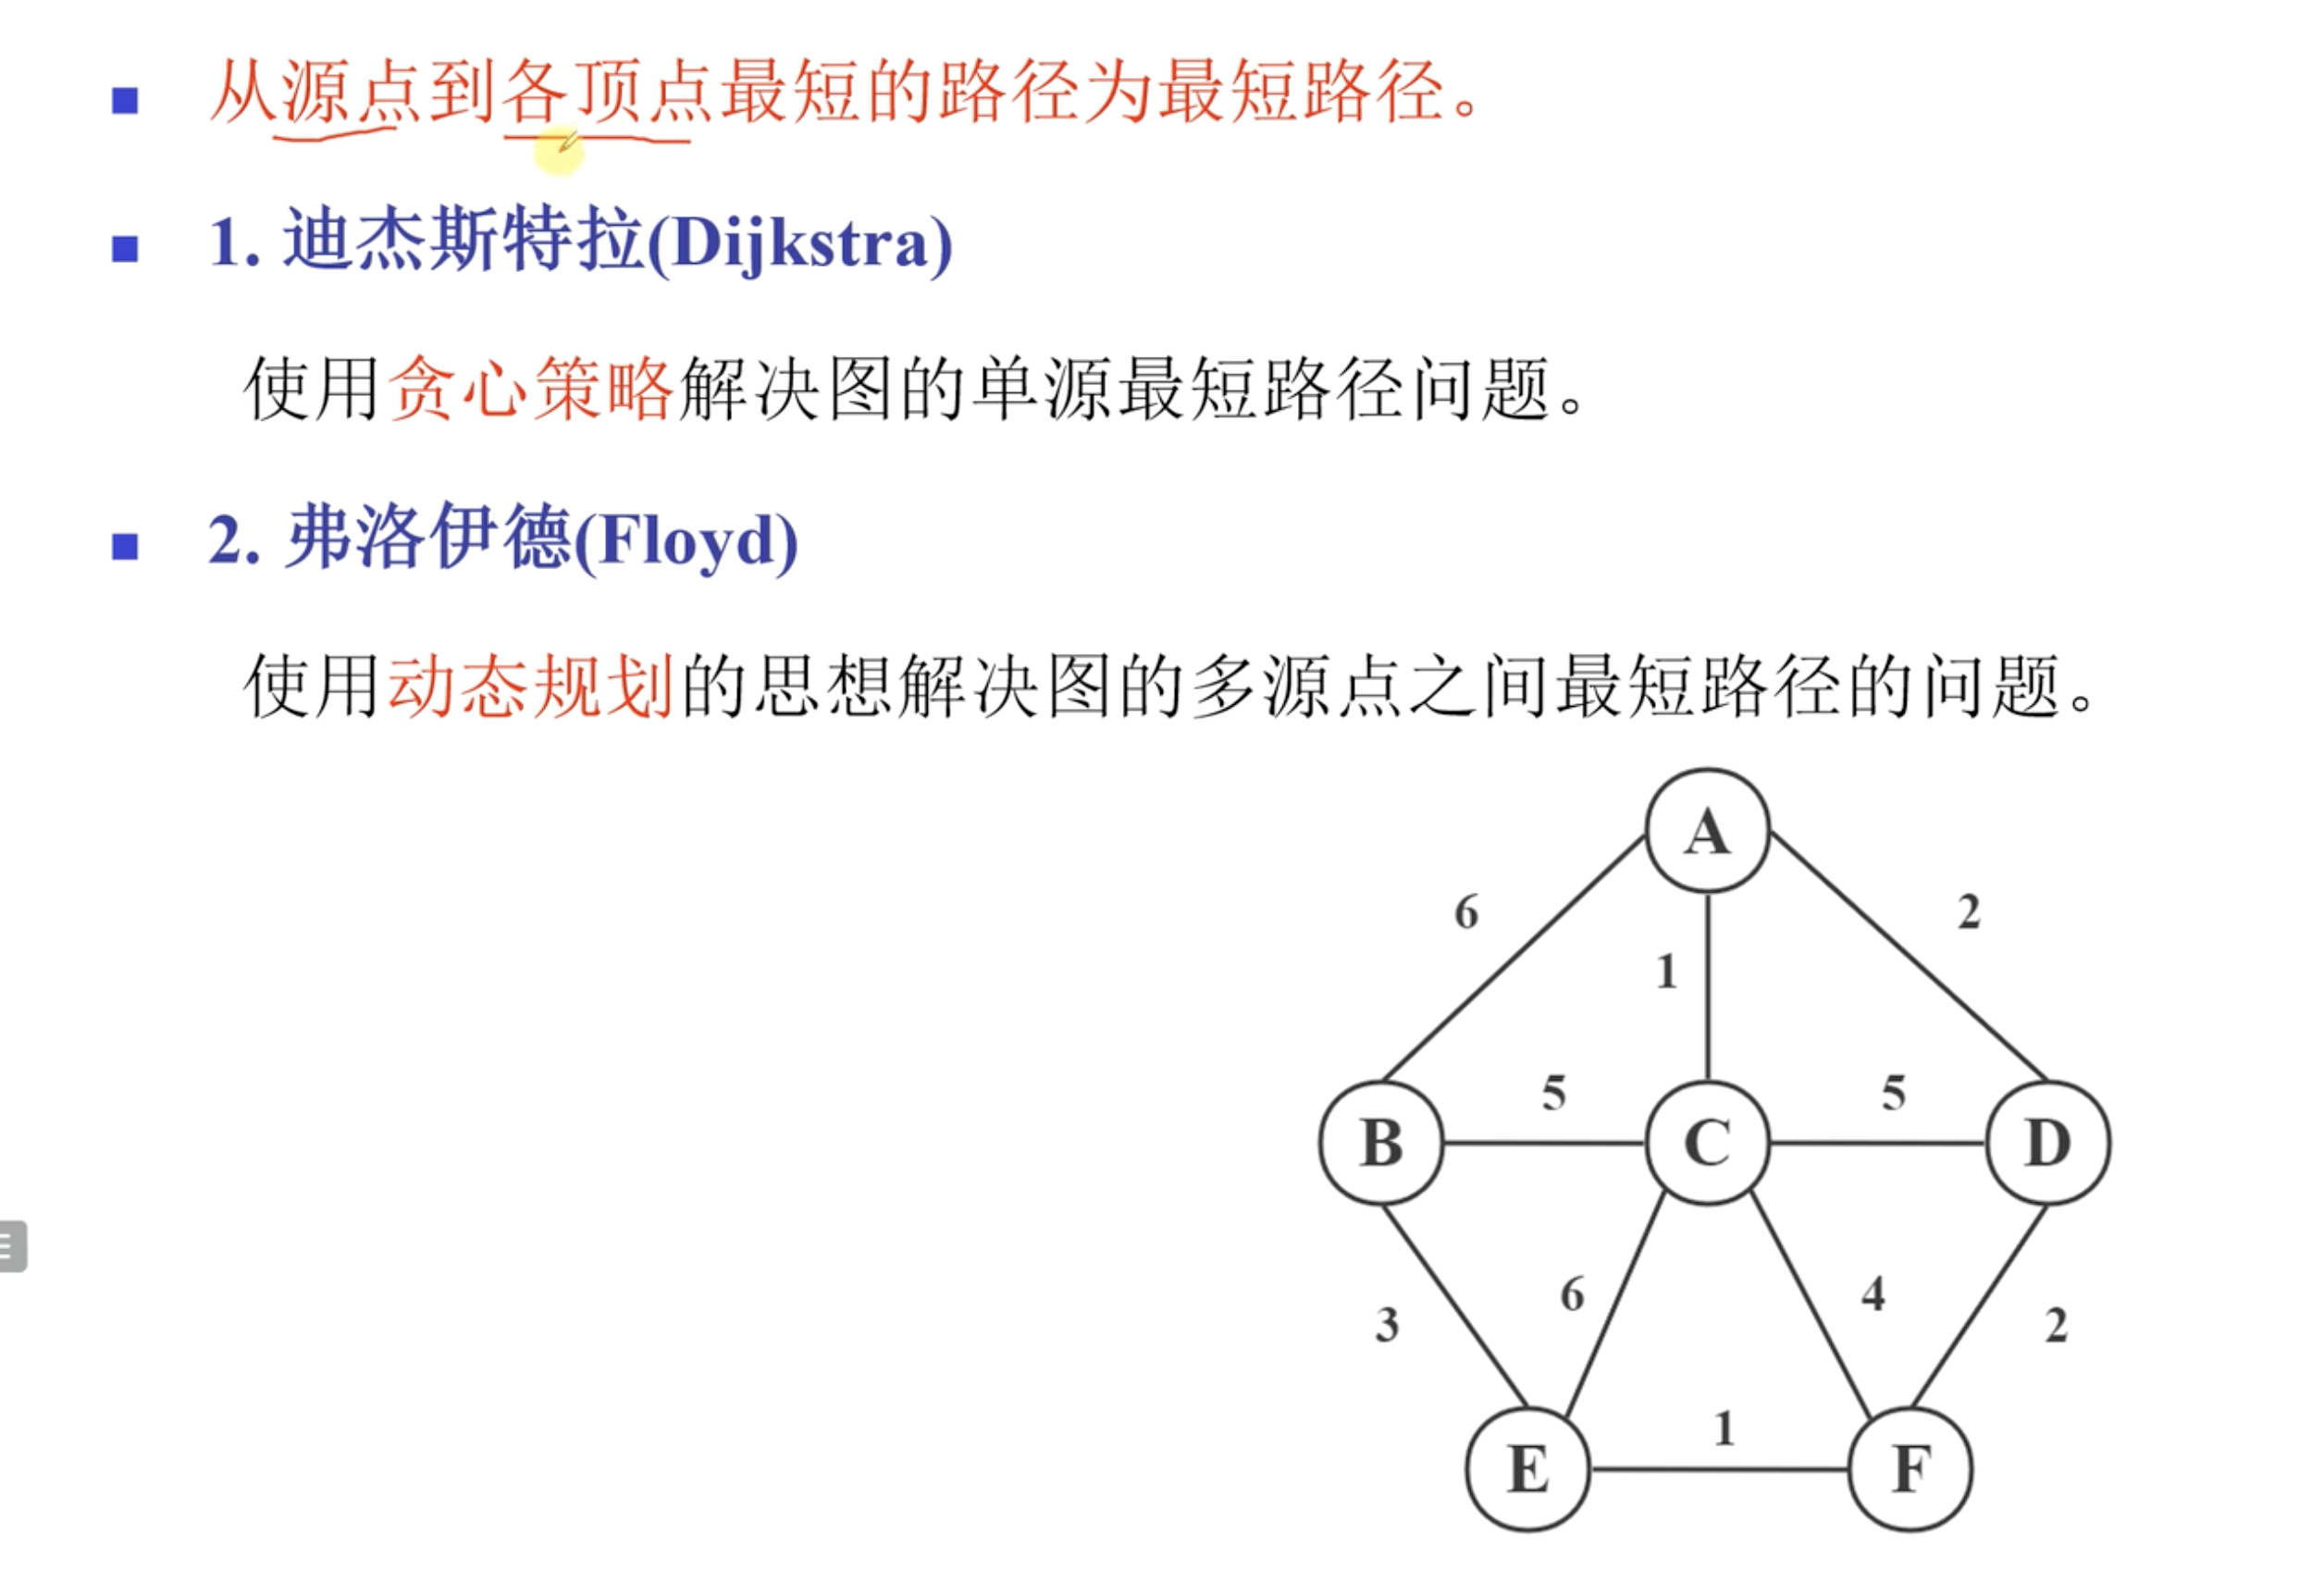 从源点到各顶点最短的路径为最短路径。
1. 迪杰斯特拉(Dijkstra)
使用贪心策略解决图的单源最短路径问题。
2. 弗洛伊德(Floyd)
使用动态规划的思想解决图的多源点之间最短路径的问题。
A
6
2
1
5
5
B
C
D
6
4
3
2
1
E
F